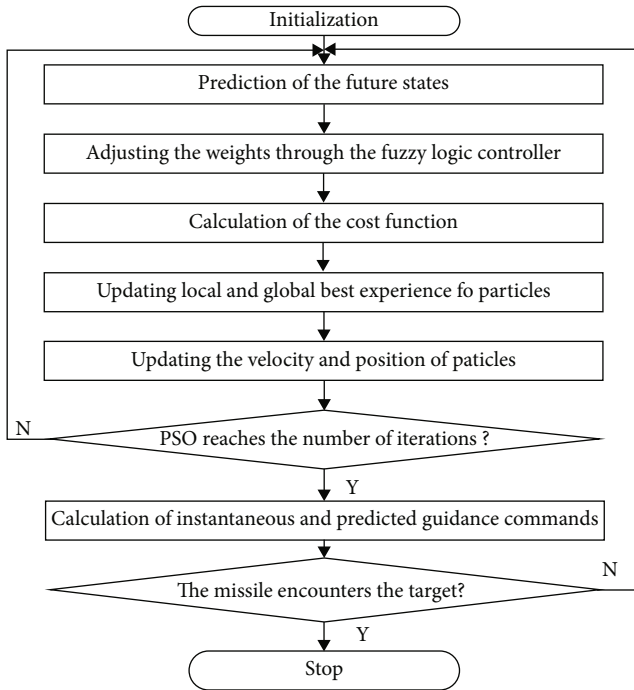 Initialization
Prediction of the future states
Adjusting the weights through the fuzzy logic controller
Calculation of the cost function
Updating local and global best experience fo particles
Updating the velocity and position of paticles
N
PSO reaches the number of iterations ?
Y
Calculation of instantaneous and predicted guidance commands
N
The missile encounters the target?
Y
Stop